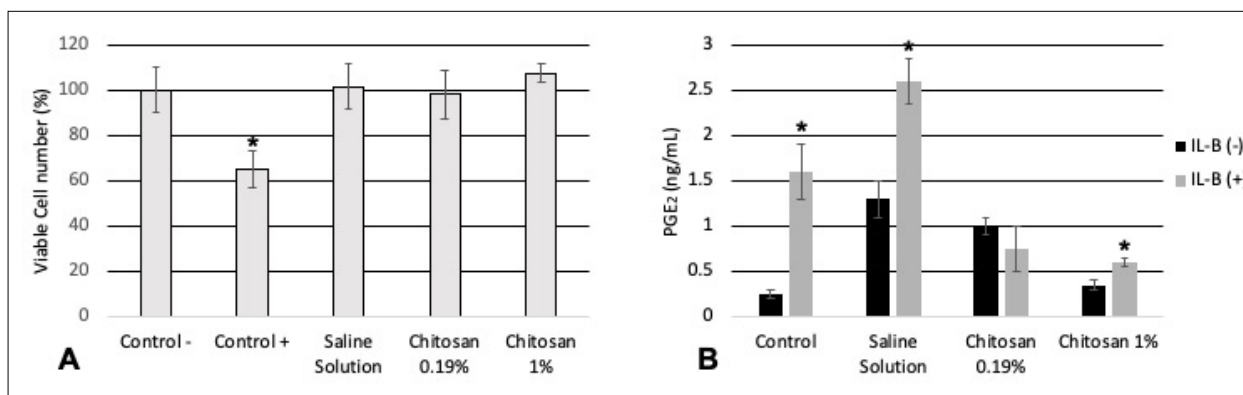 120
100
80
60
40
20
0
Viable Cell number (%)
*
Control -
Control +
Saline
Solution
Chitosan
0.19%
Chitosan
1%
A
3
2.5
2
1.5
1
0.5
0
PGE2 (ng/mL)
*
*
*
Control
Saline
Solution
Chitosan
0.19%
Chitosan 1%
IL-B (-)
IL-B (+)
B